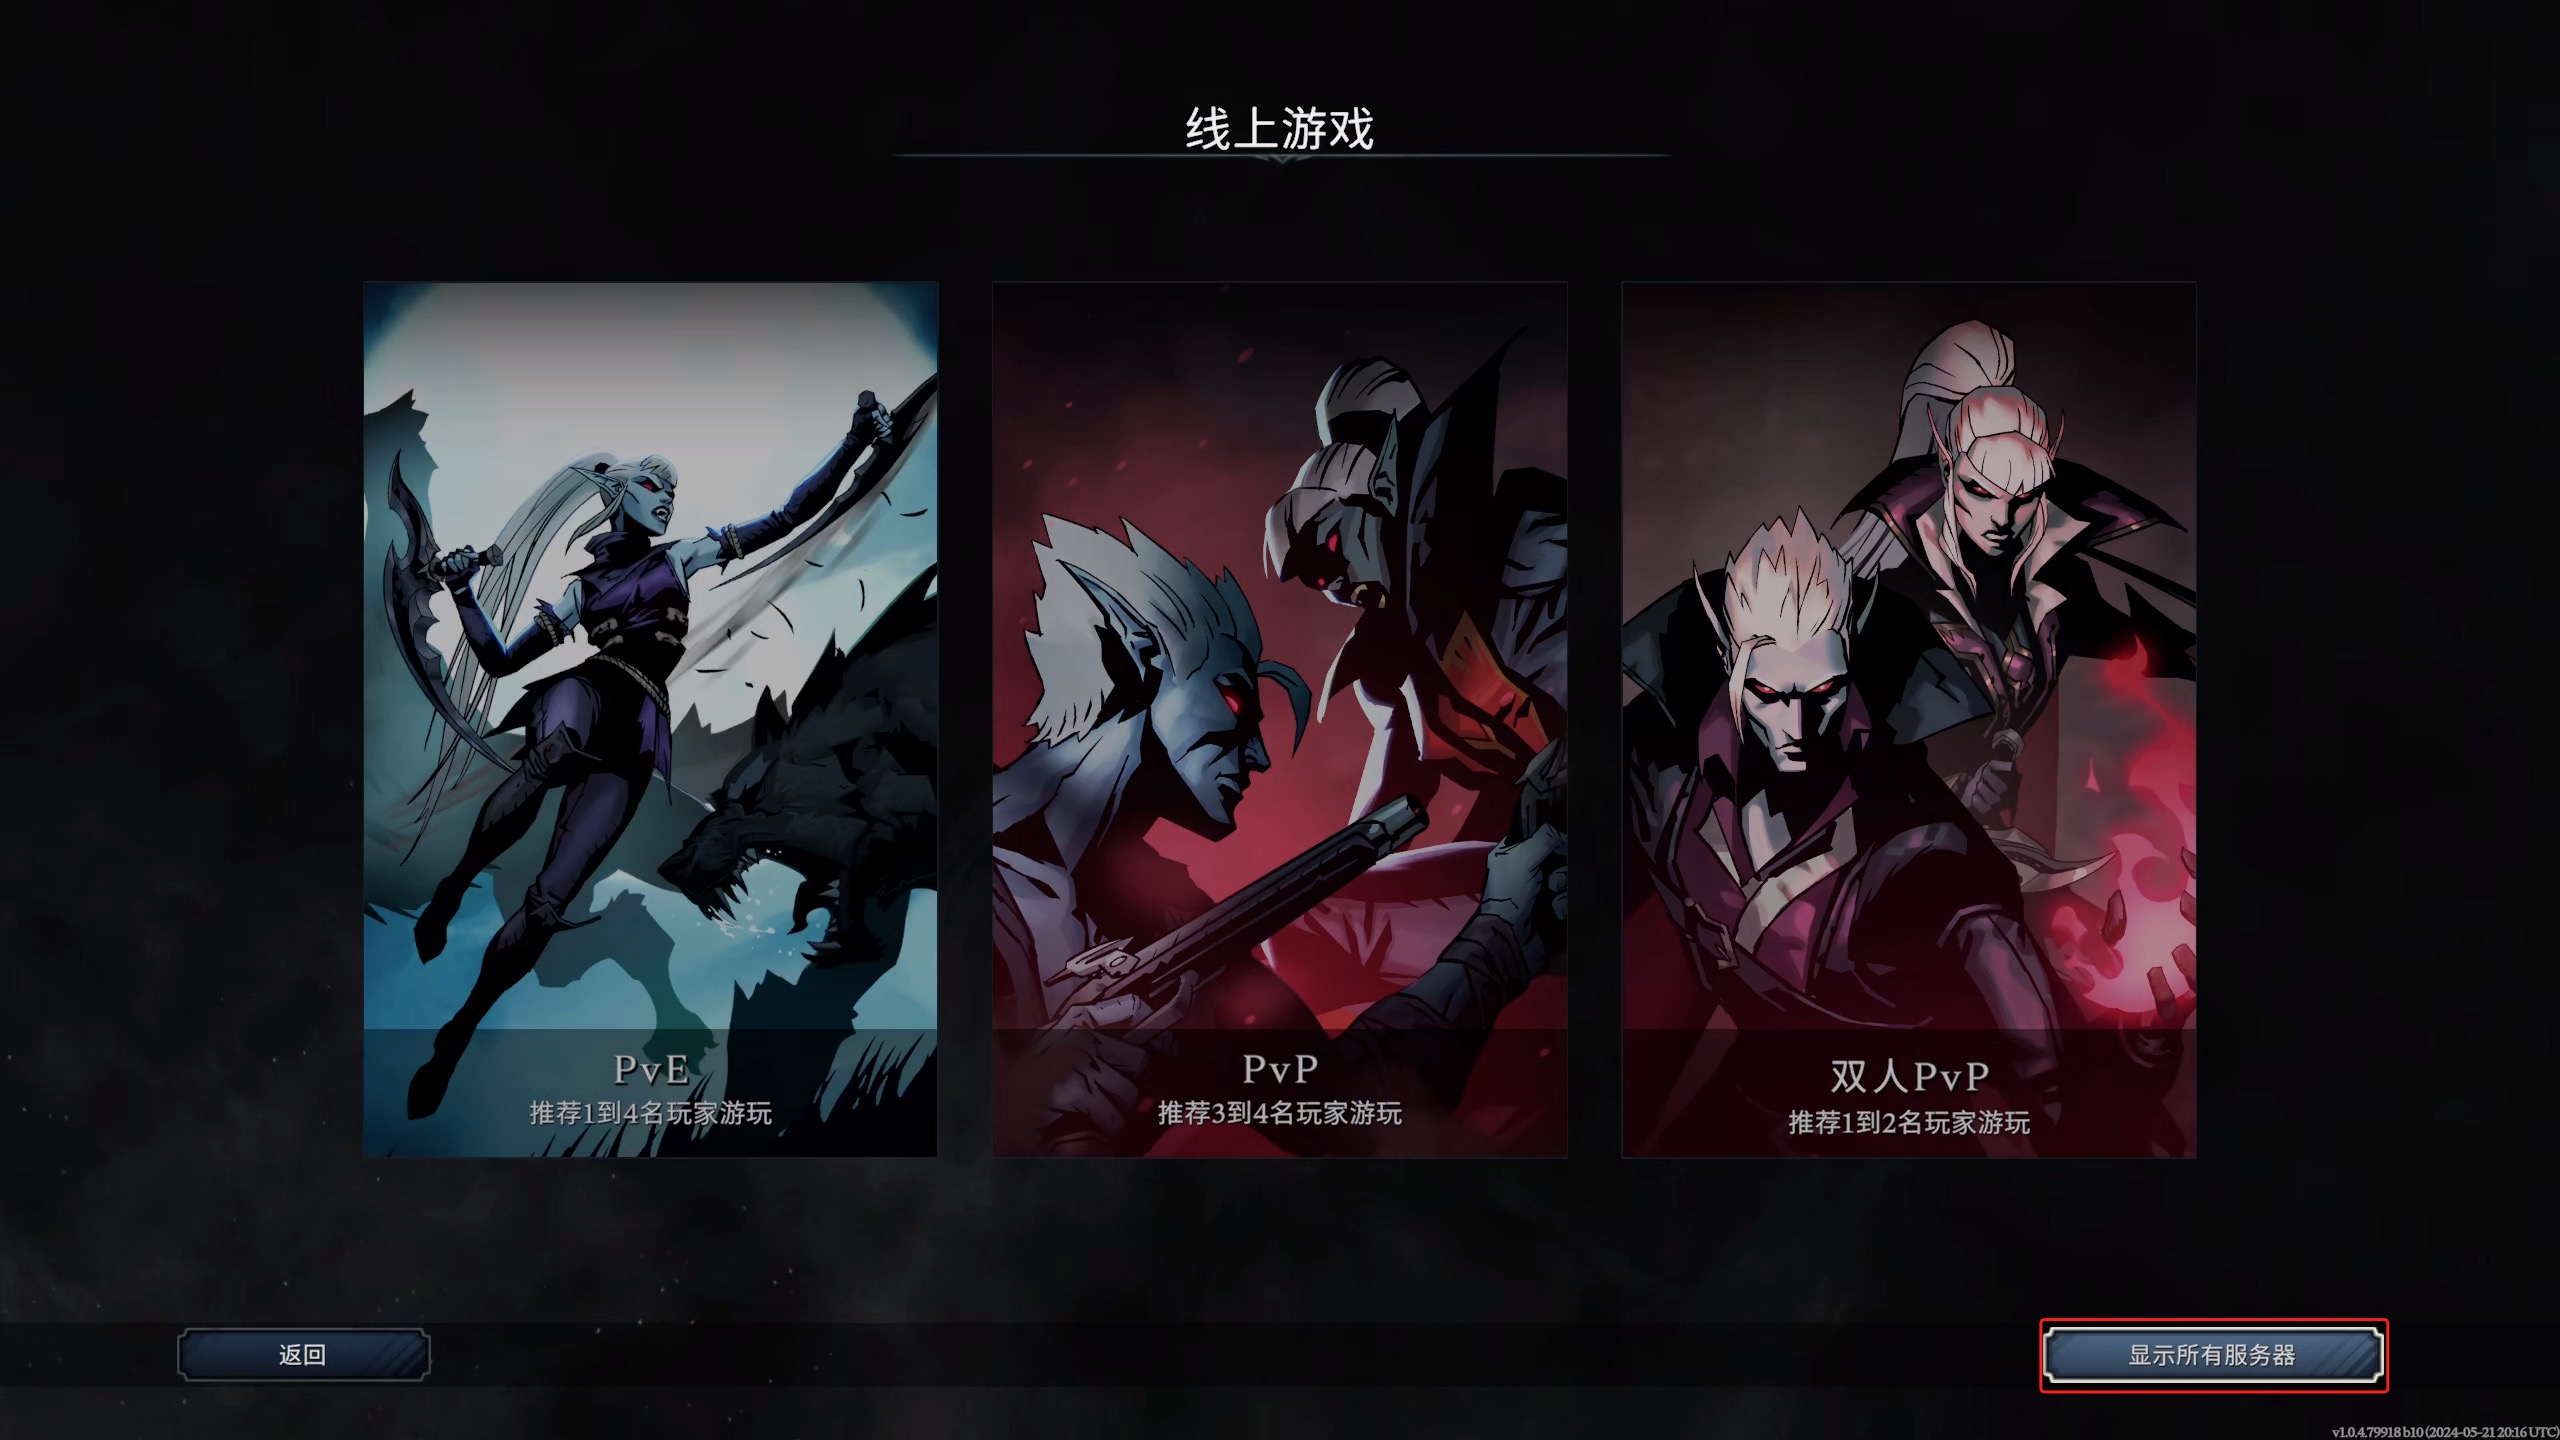 线上游戏
PvE
推荐1到4名玩家游玩
PvP
推荐3到4名玩家游玩
双人PvP
推荐1到2名玩家游玩
返回
显示所有服务器
v1.0.4.79918 b10 (2024-05-21 20:16 UTC)